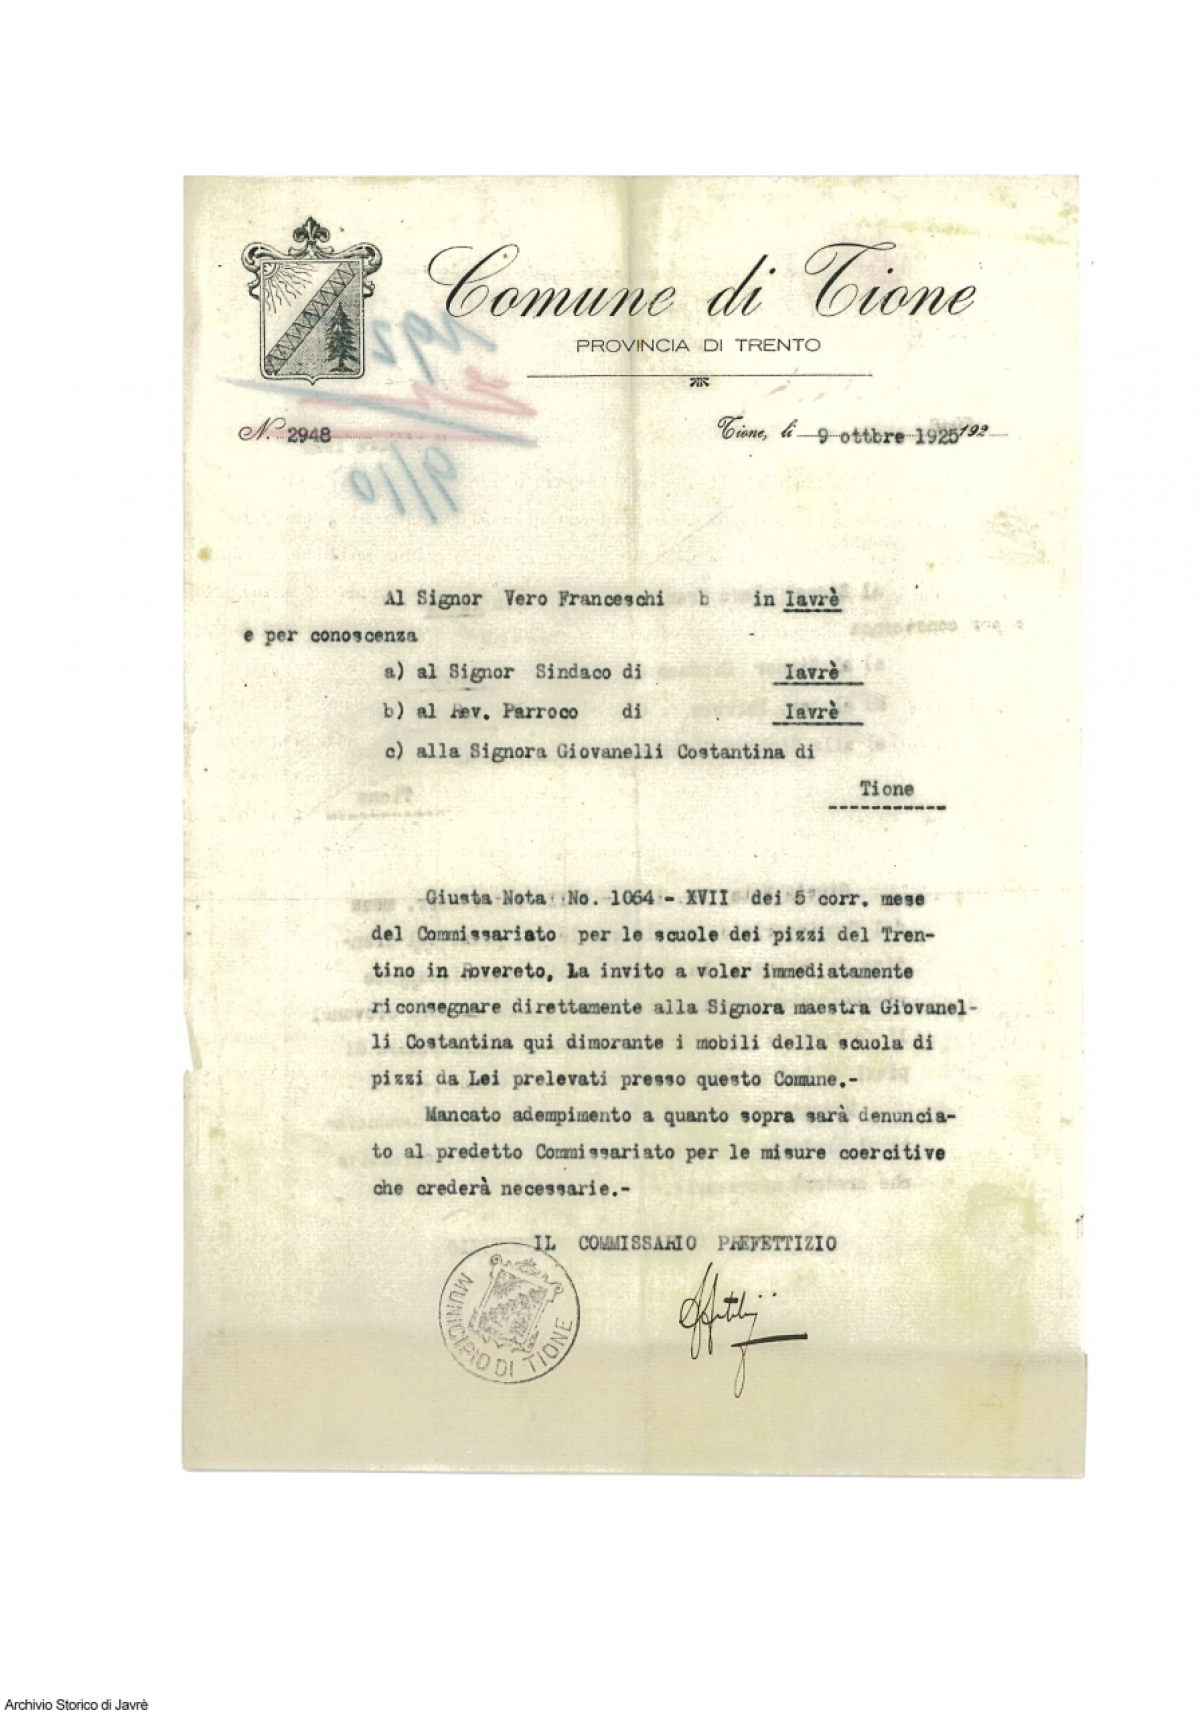 Comune di Tione
PROVINCIA DI TRENTO
N. 2948
Tione, li 9 ottbre 1925 192
9/10
Al Signor Vero Franceschi b in Iavrè
e per conoscenza
a) al Signor Sindaco di Iavrè
b) al Rev. Parroco di Iavrè
c) alla Signora Giovanelli Costantina di
Tione
Giusta Nota No. 1064 - XVII dei 5 corr. mese
del Commissariato per le scuole dei pizzi del Tren-
tino in Rovereto, La invito a voler immediatamente
riconsegnare direttamente alla Signora maestra Giovanel-
li Costantina qui dimorante i mobili della scuola di
pizzi da Lei prelevati presso questo Comune.-
Mancato adempimento a quanto sopra sarà denuncia-
to al predetto Commissariato per le misure coercitive
che crederà necessarie.-
IL COMMISSARIO PREFETTIZIO
MUNICIPIO DI TIONE
Archivio Storico di Javrè